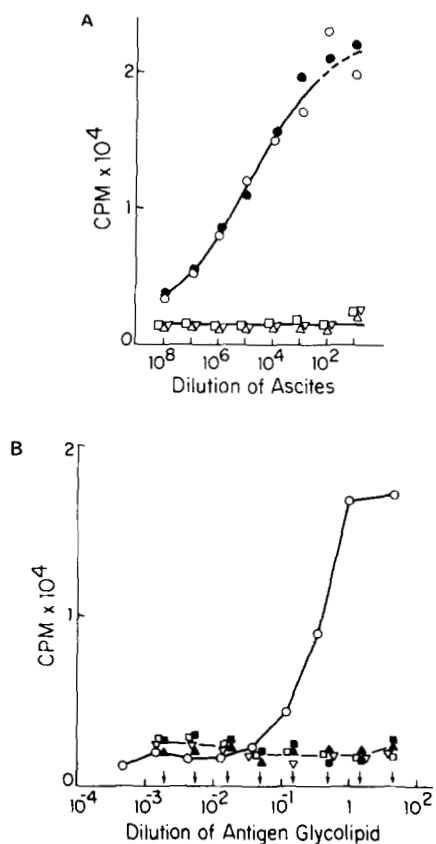 A
2
1
0
CPM x 10⁴
10⁸ 10⁶ 10⁴ 10²
Dilution of Ascites
B
2
1
0
CPM x 10⁴
10⁻⁴ 10⁻³ 10⁻² 10⁻¹ 1 10²
Dilution of Antigen Glycolipid